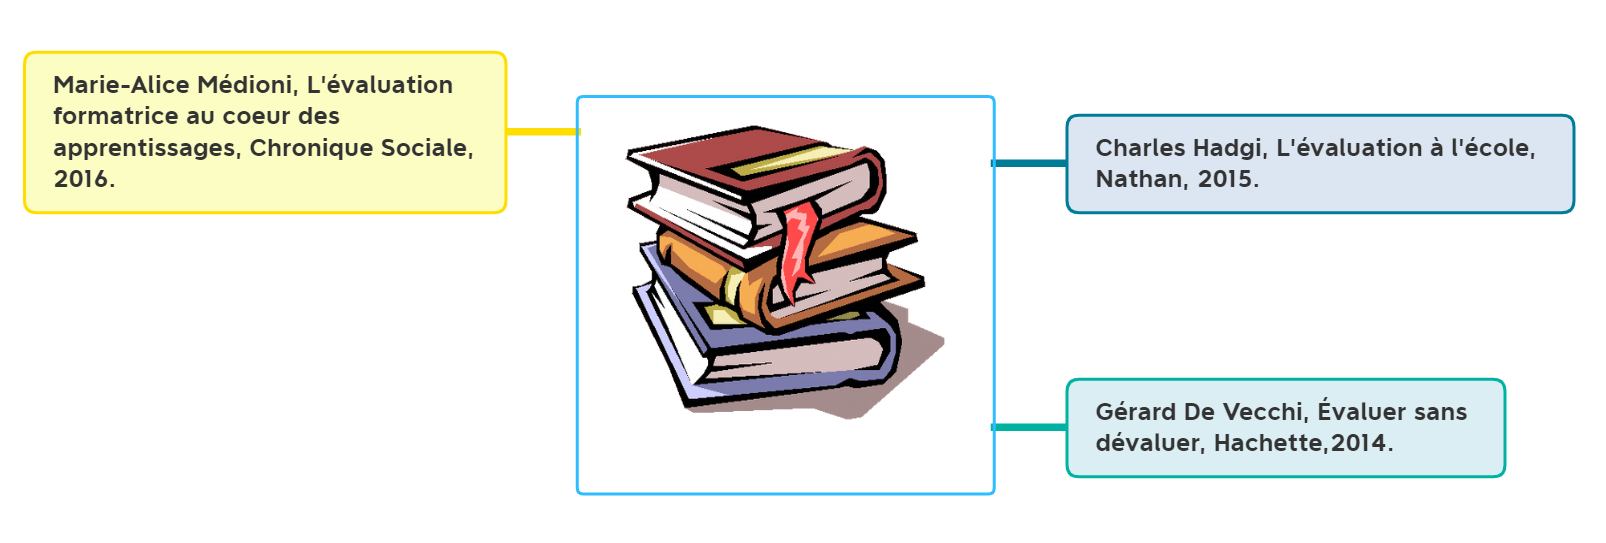 Marie-Alice Médioni, L'évaluation
formatrice au coeur des
apprentissages, Chronique Sociale,
2016.
Charles Hadgi, L'évaluation à l'école,
Nathan, 2015.
Gérard De Vecchi, Évaluer sans
dévaluer, Hachette,2014.